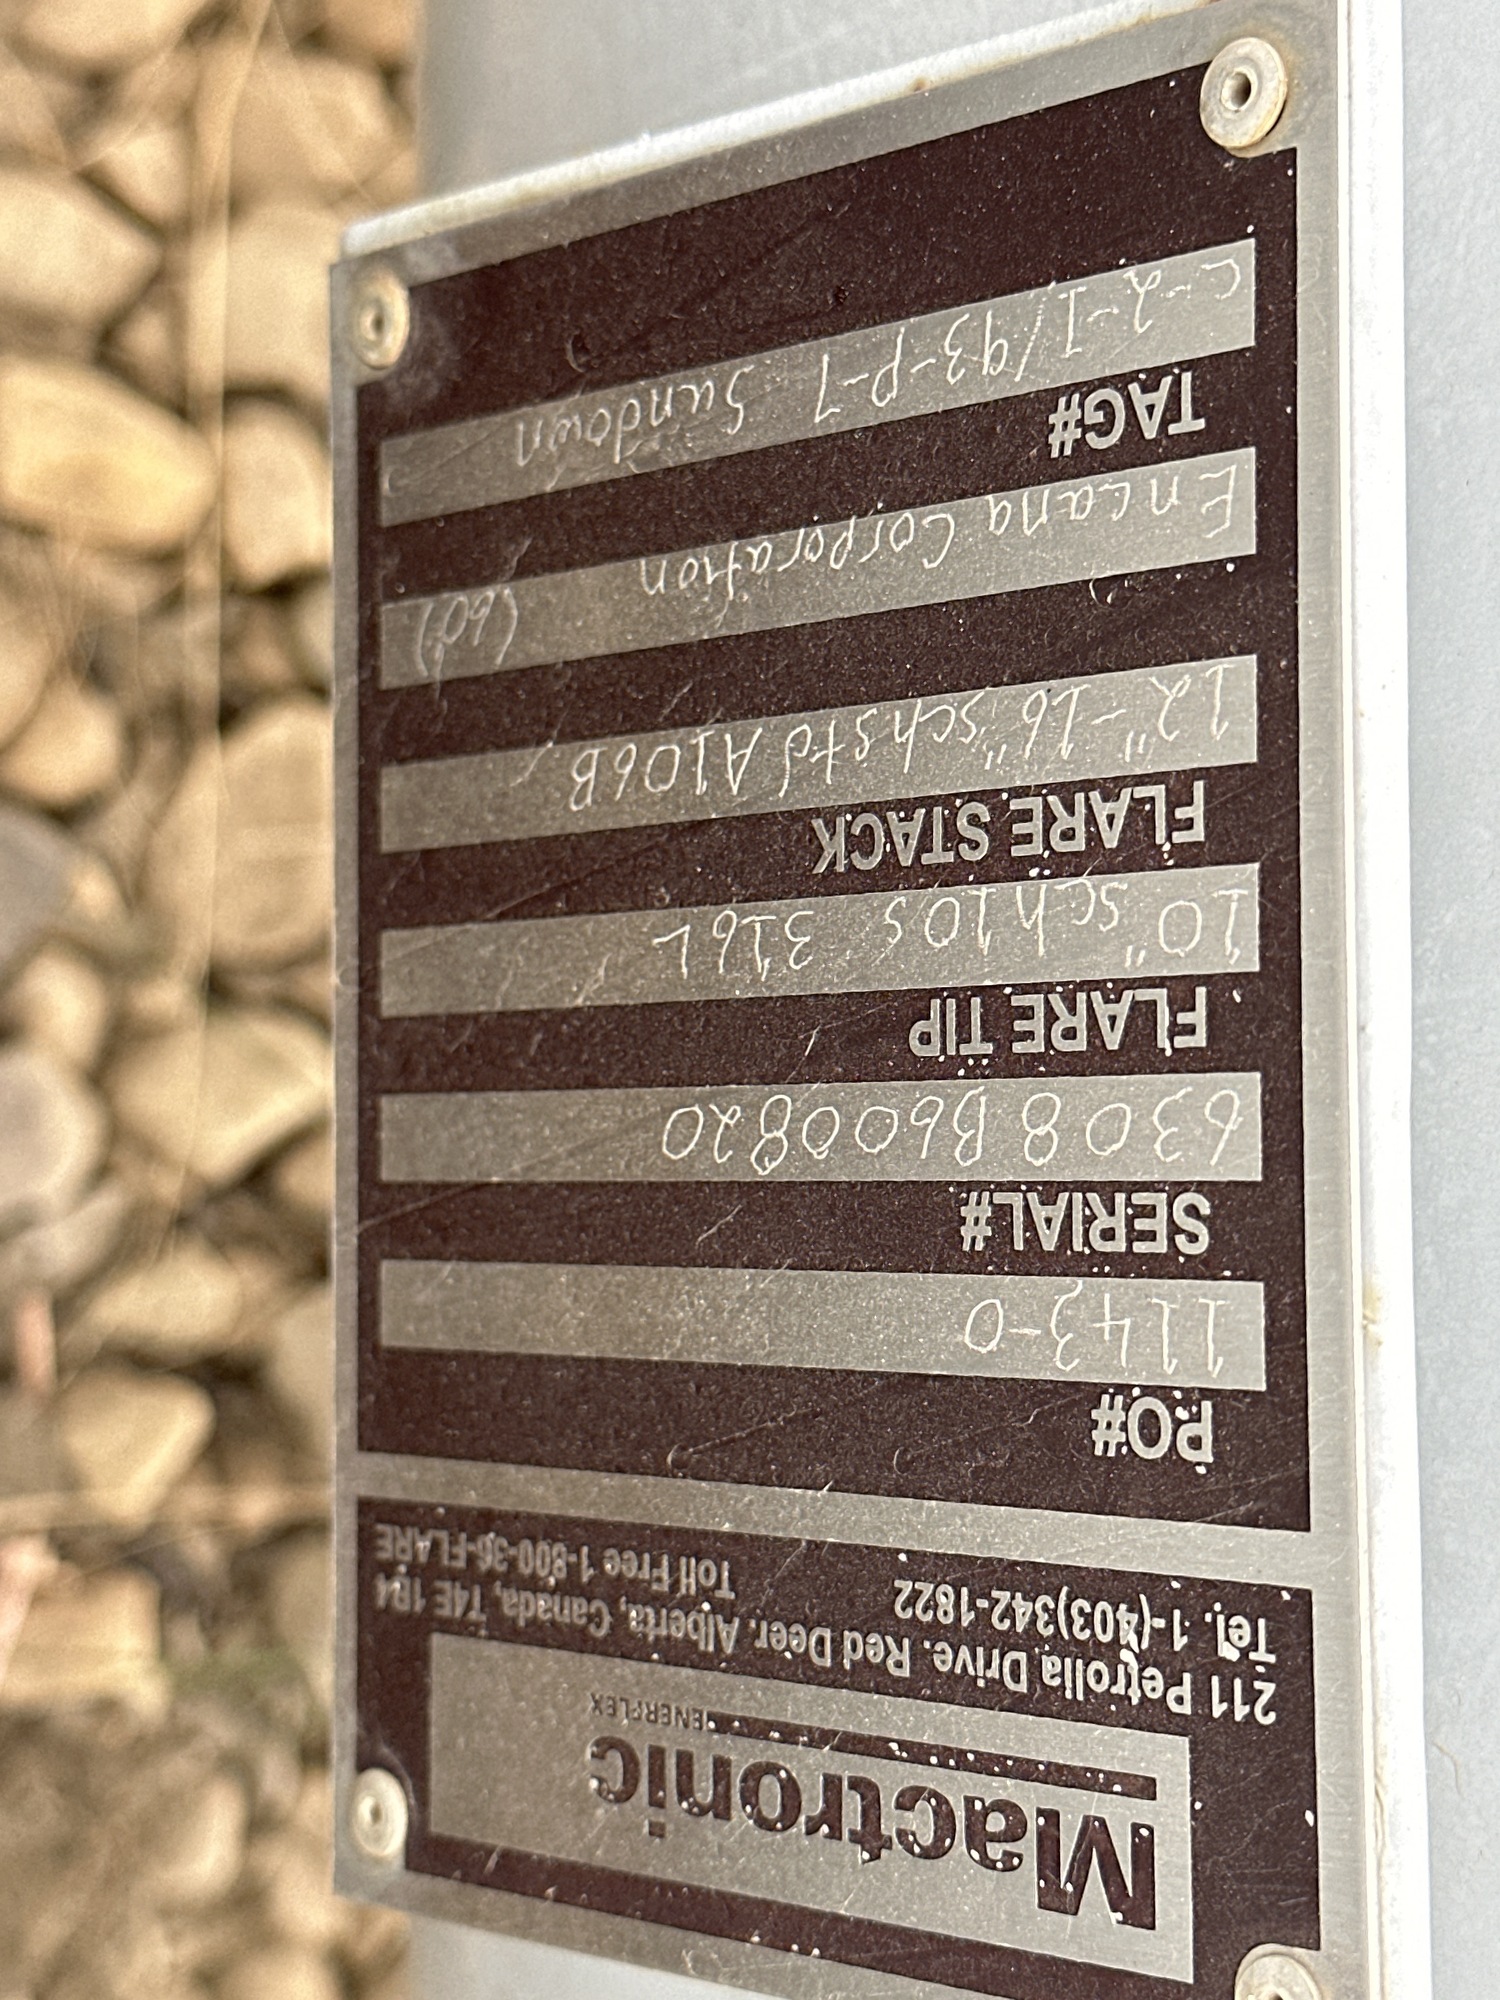 Mactronic
ENERFLEX
211 Petrolia Drive. Red Deer. Alberta, Canada, T4E 1B4
Tel. 1-(403)342-1822 Toll Free 1-800-36-FLARE
PO#
1143-0
SERIAL#
6308B600820
FLARE TIP
10" sch10s 316L
FLARE STACK
12"-16" sch std A106B
Encana Corporation (60')
TAG#
C-2-I/93-P-7 Sundown